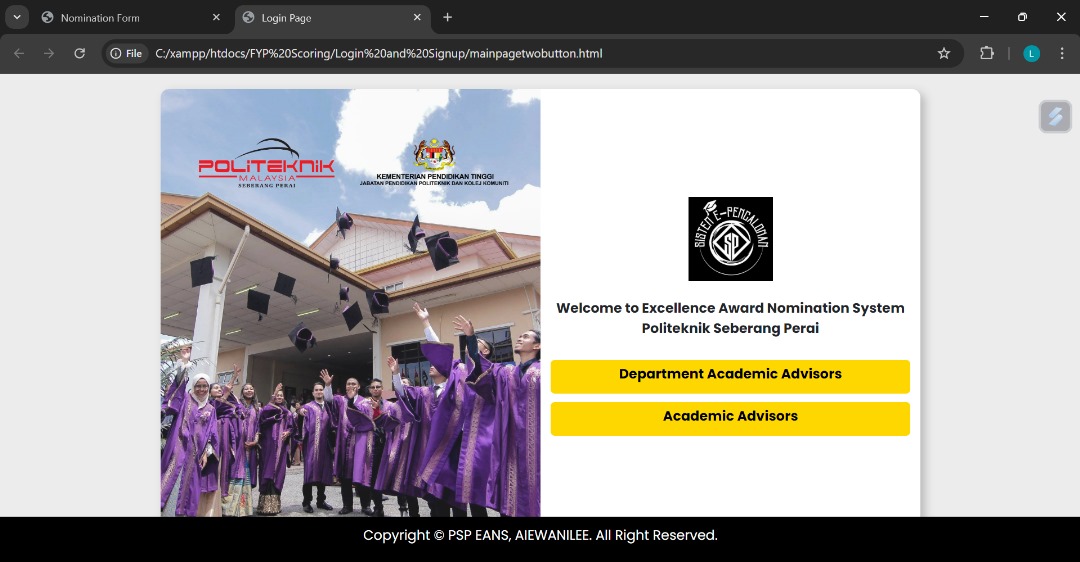 Nomination Form
Login Page
File
C:/xampp/htdocs/FYP%20Scoring/Login%20and%20Signup/mainpagetwobutton.html
L
POLITEKNIK
MALAYSIA
SEBERANG PERAI
KEMENTERIAN PENDIDIKAN TINGGI
JABATAN PENDIDIKAN POLITEKNIK DAN KOLEJ KOMUNITI
SISTEM E-PENCALONAN
SP
Welcome to Excellence Award Nomination System
Politeknik Seberang Perai
Department Academic Advisors
Academic Advisors
Copyright © PSP EANS, AIEWANILEE. All Right Reserved.